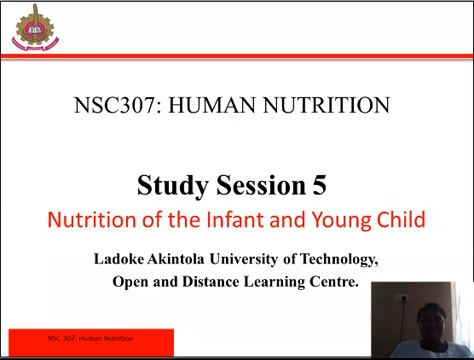 NSC307: HUMAN NUTRITION
Study Session 5
Nutrition of the Infant and Young Child
Ladoke Akintola University of Technology,
Open and Distance Learning Centre.
NSC 307: Human Nutrition